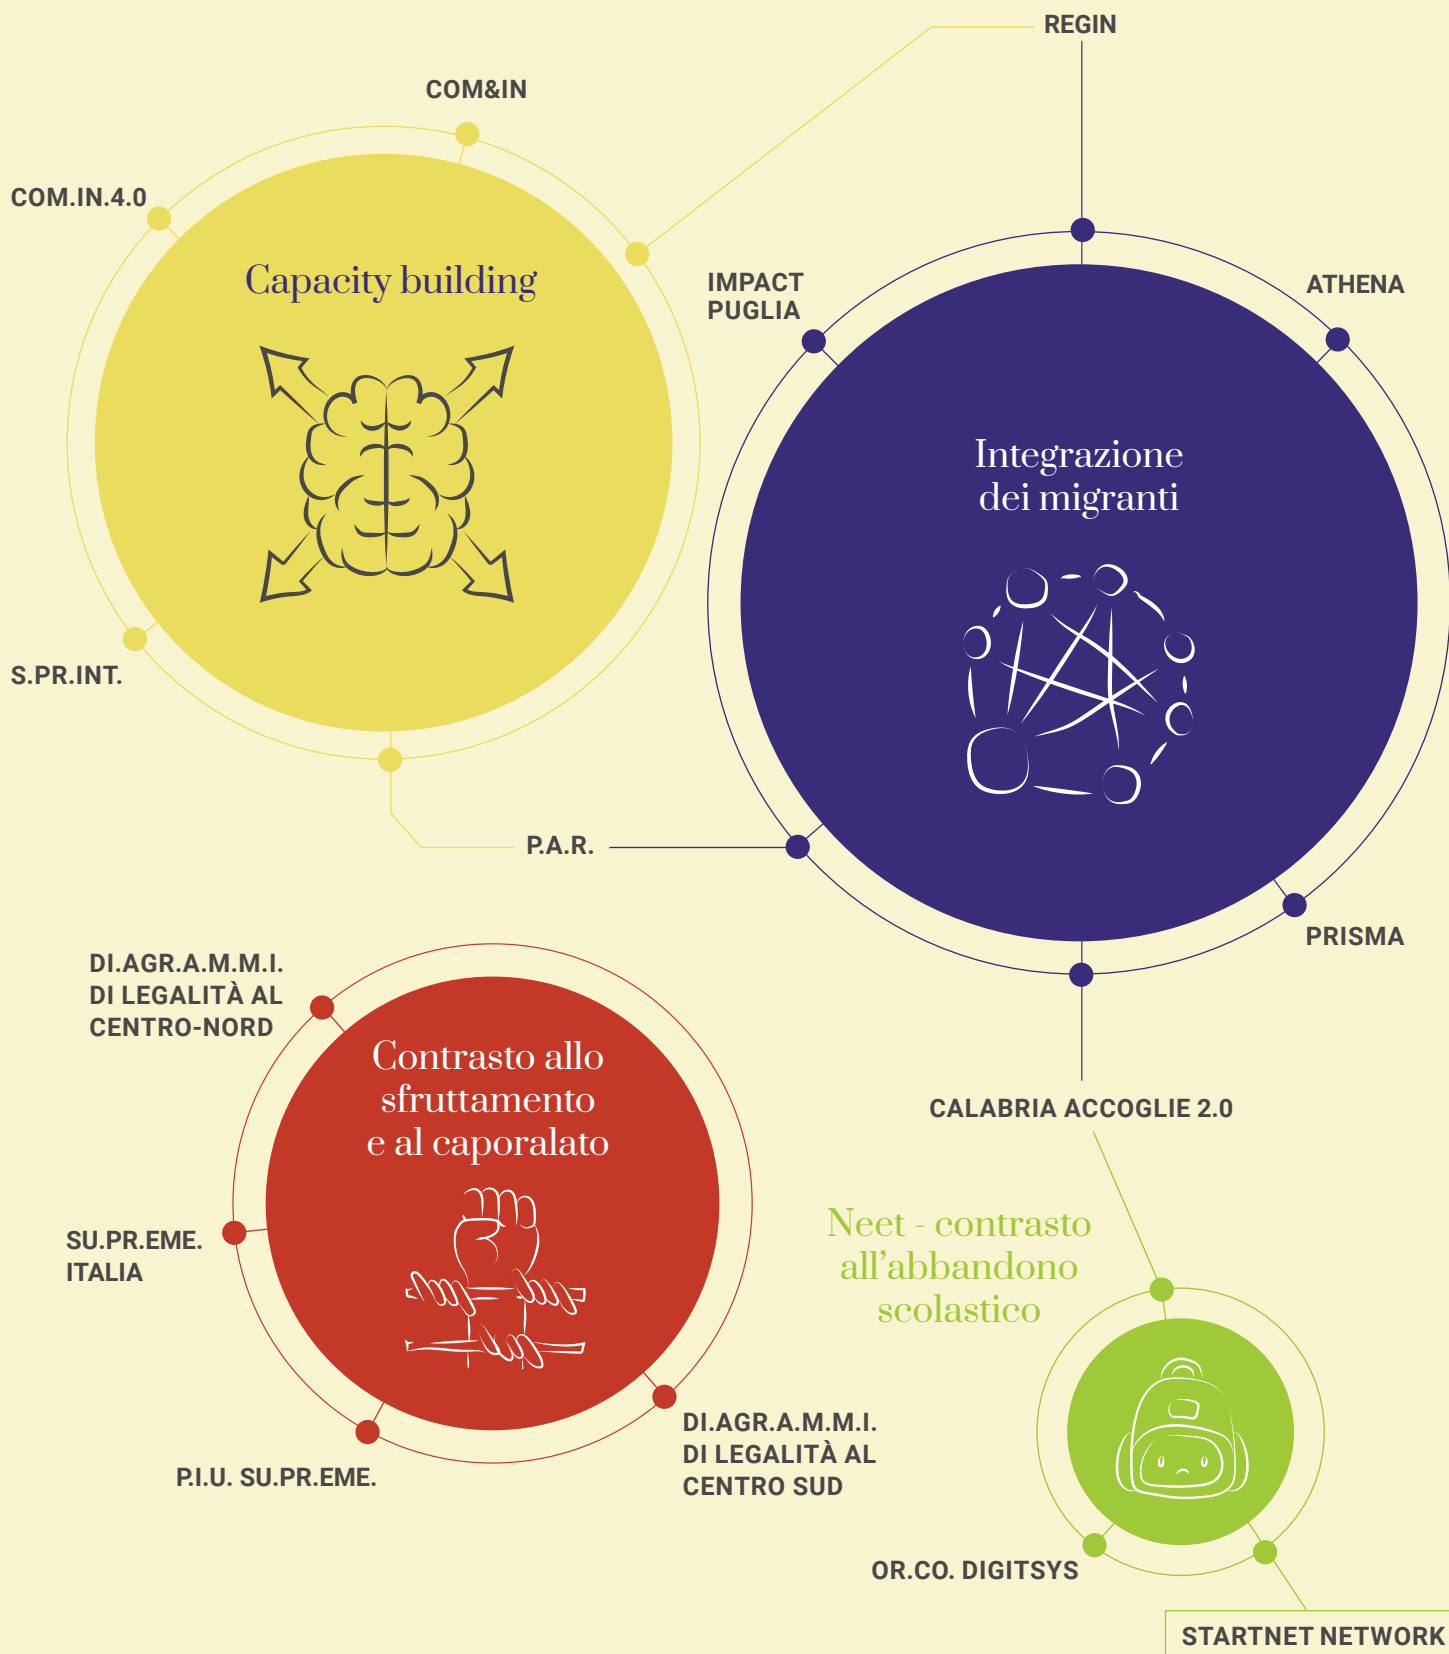 REGIN
COM&IN
COM.IN.4.0
Capacity building
S.PR.INT.
IMPACT
PUGLIA
ATHENA
Integrazione
dei migranti
P.A.R.
PRISMA
DI.AGR.A.M.M.I.
DI LEGALITÀ AL
CENTRO-NORD
Contrasto allo
sfruttamento
e al caporalato
SU.PR.EME.
ITALIA
P.I.U. SU.PR.EME.
DI.AGR.A.M.M.I.
DI LEGALITÀ AL
CENTRO SUD
CALABRIA ACCOGLIE 2.0
Neet - contrasto
all’abbandono
scolastico
OR.CO. DIGITSYS
STARTNET NETWORK